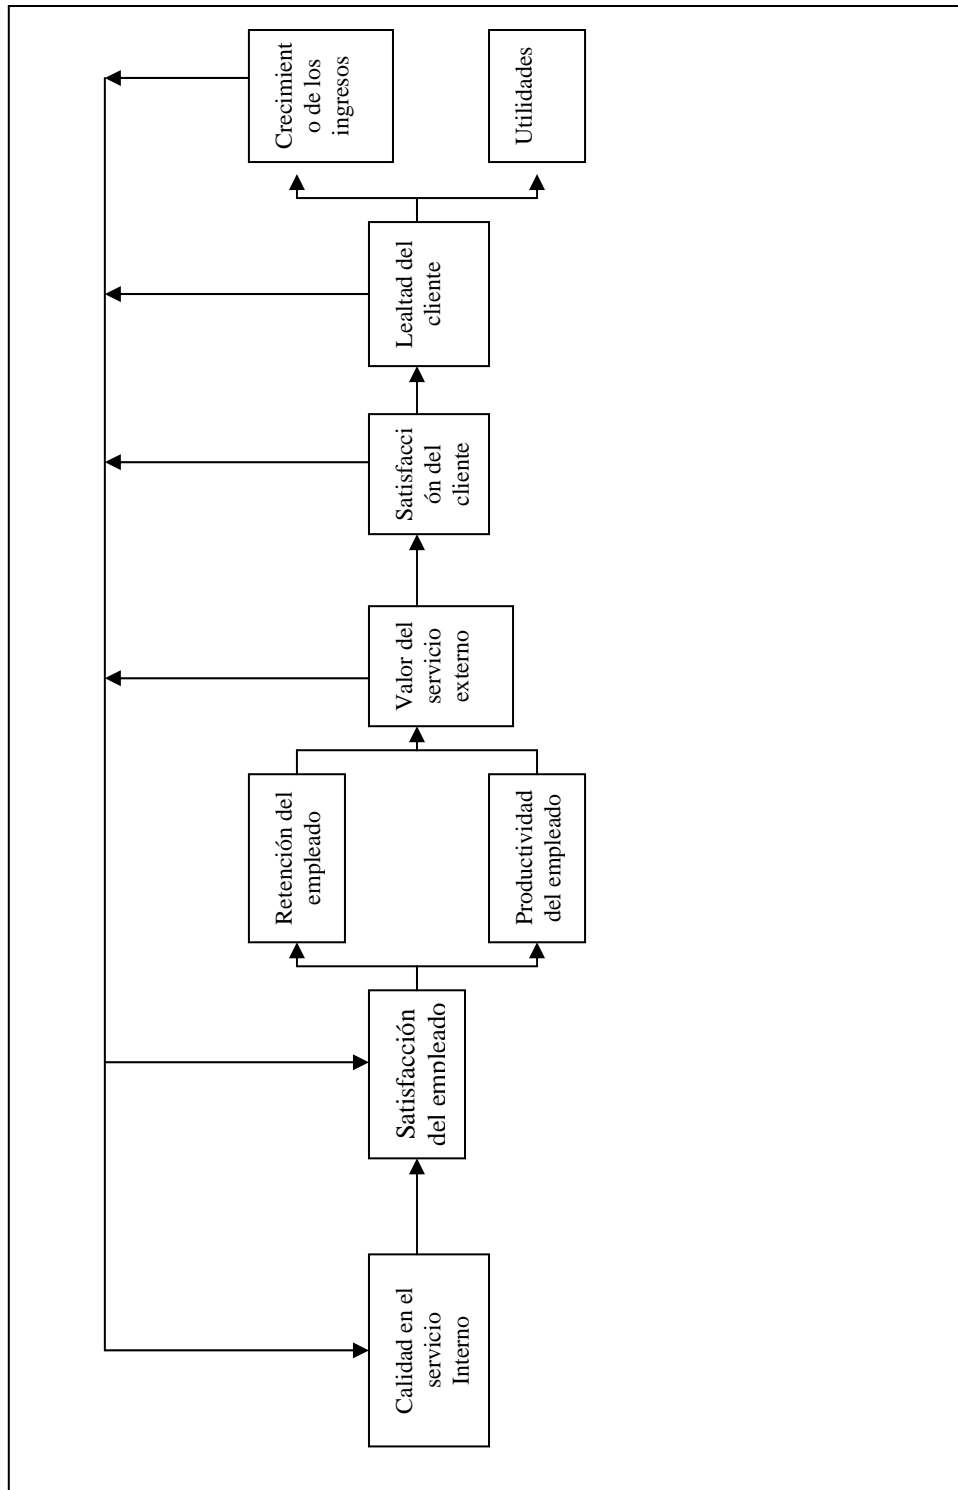 Calidad en el
servicio
Interno
Satisfacción
del empleado
Retención del
empleado
Productividad
del empleado
Valor del
servicio
externo
Satisfacci
ón del
cliente
Lealtad del
cliente
Crecimient
o de los
ingresos
Utilidades